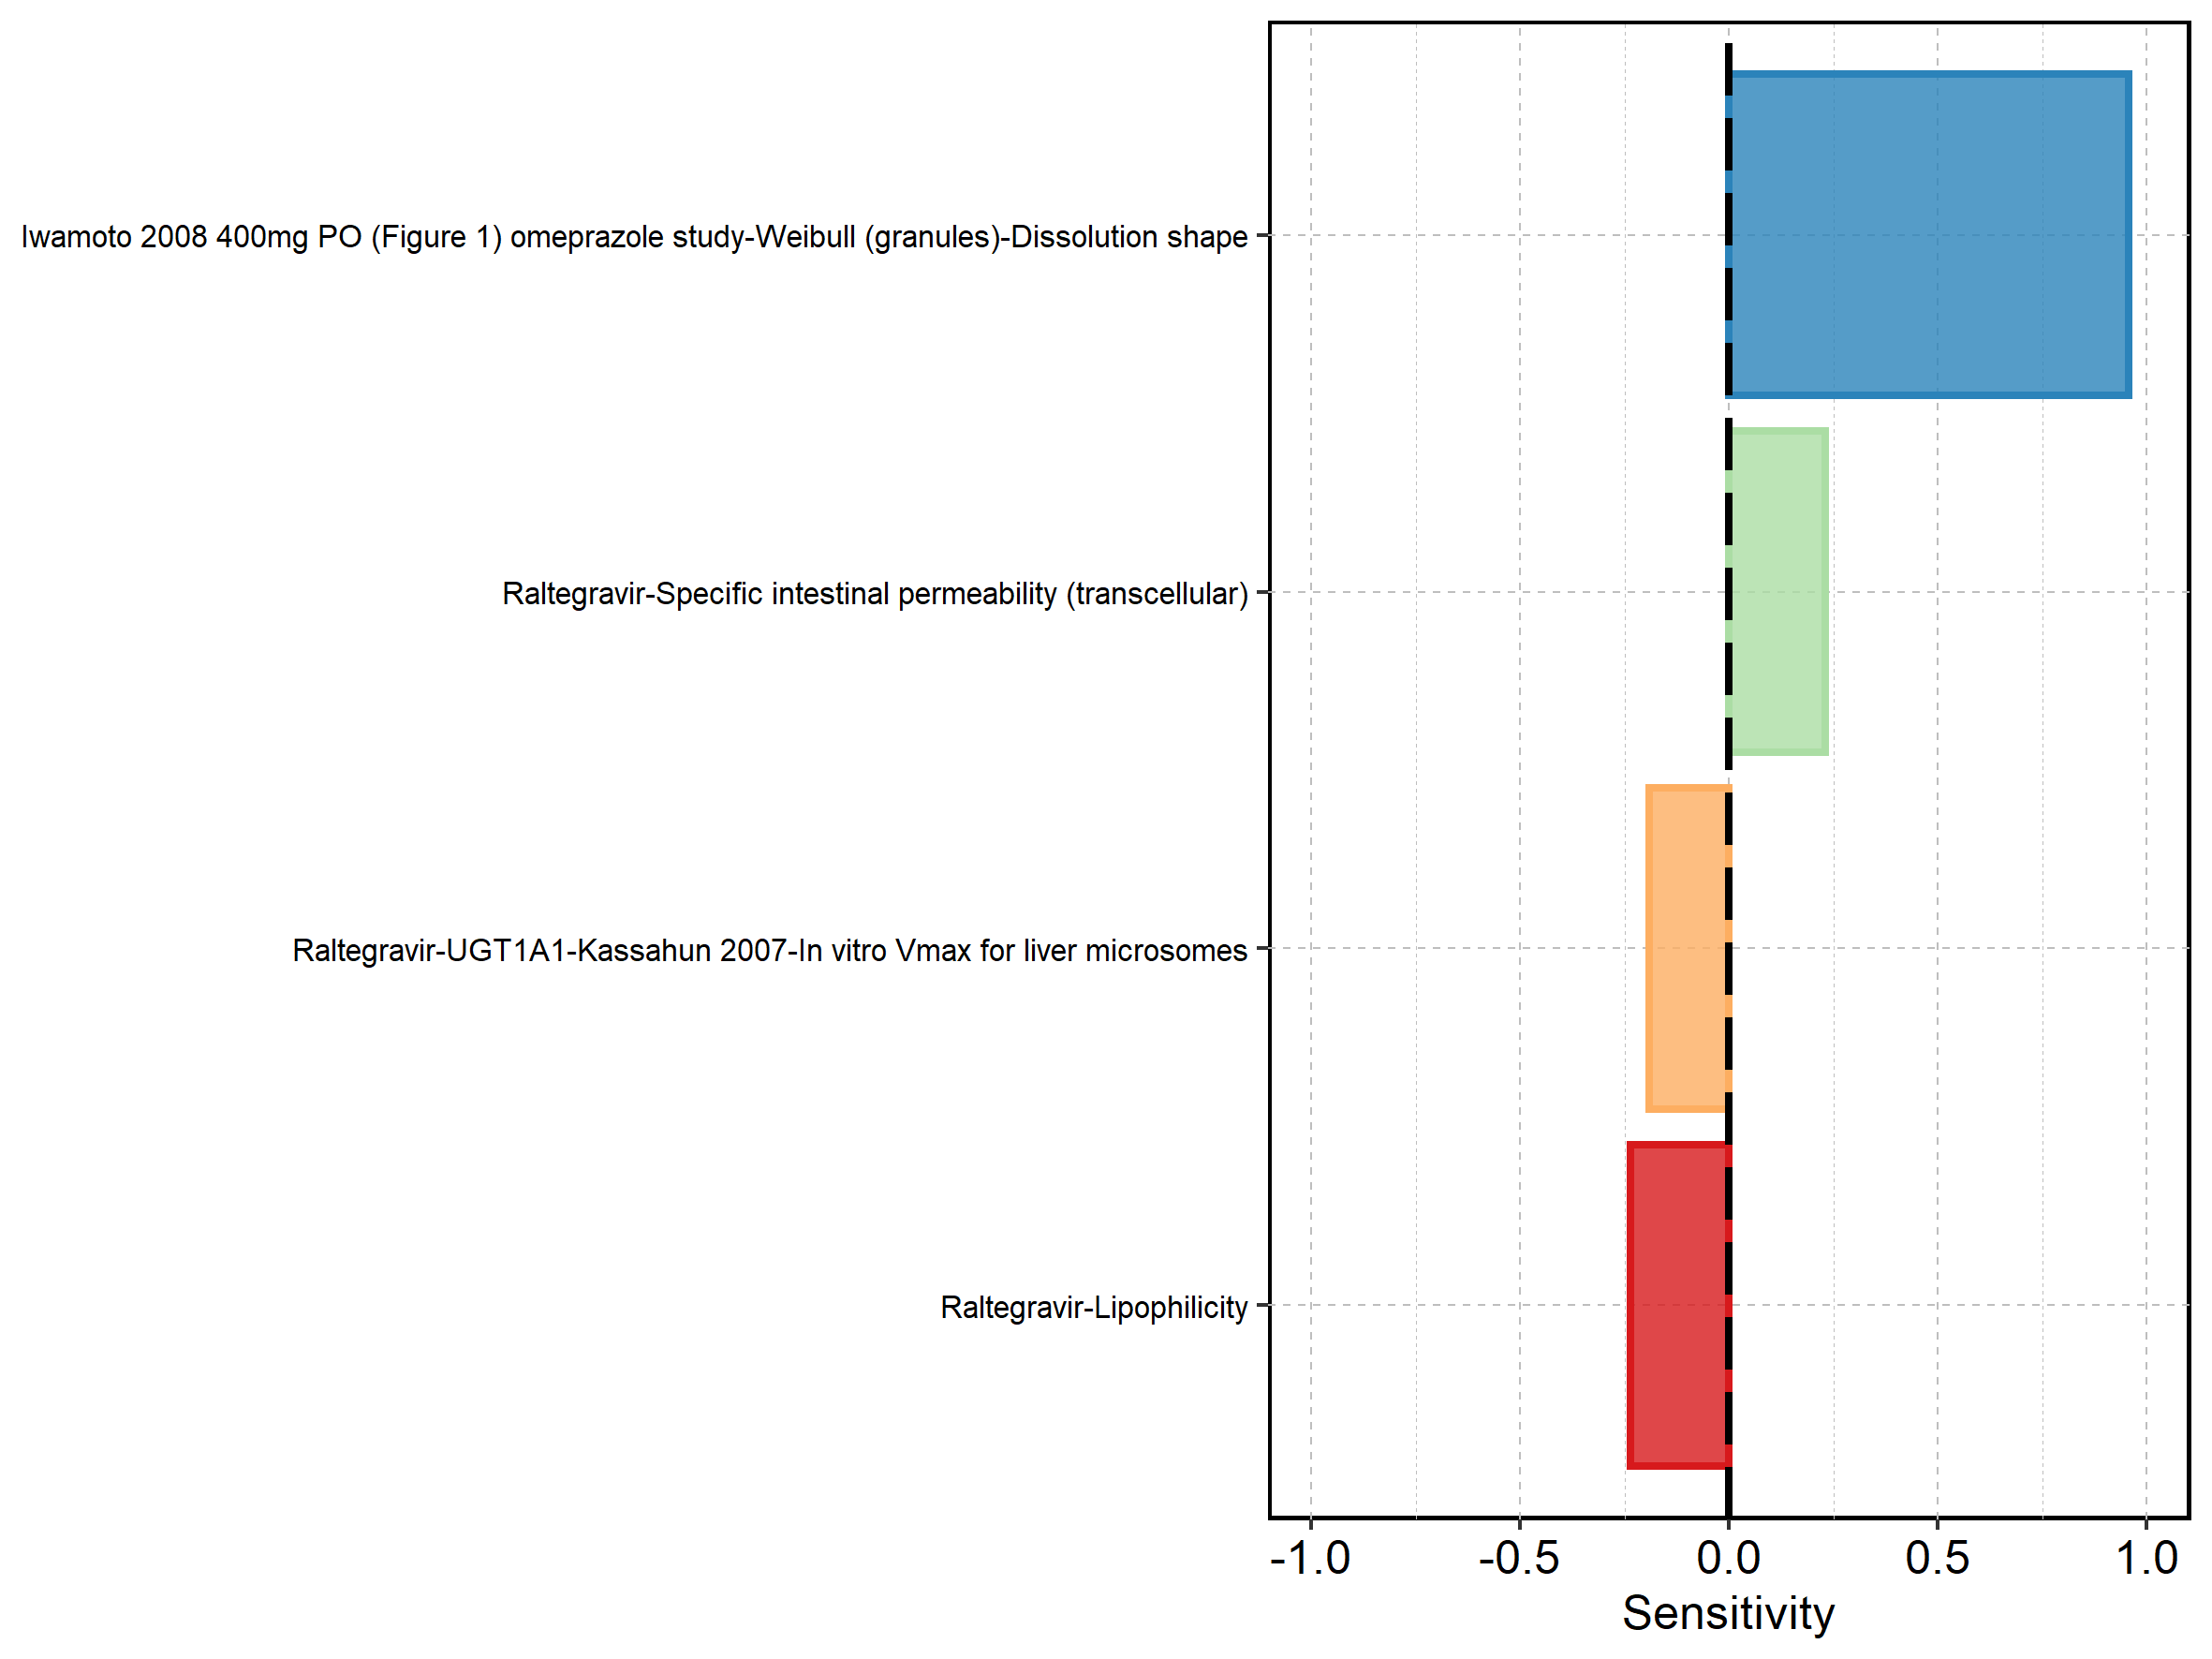 Iwamoto 2008 400mg PO (Figure 1) omeprazole study-Weibull (granules)-Dissolution shape
Raltegravir-Specific intestinal permeability (transcellular)
Raltegravir-UGT1A1-Kassahun 2007-In vitro Vmax for liver microsomes
Raltegravir-Lipophilicity
-1.0 -0.5 0.0 0.5 1.0
Sensitivity